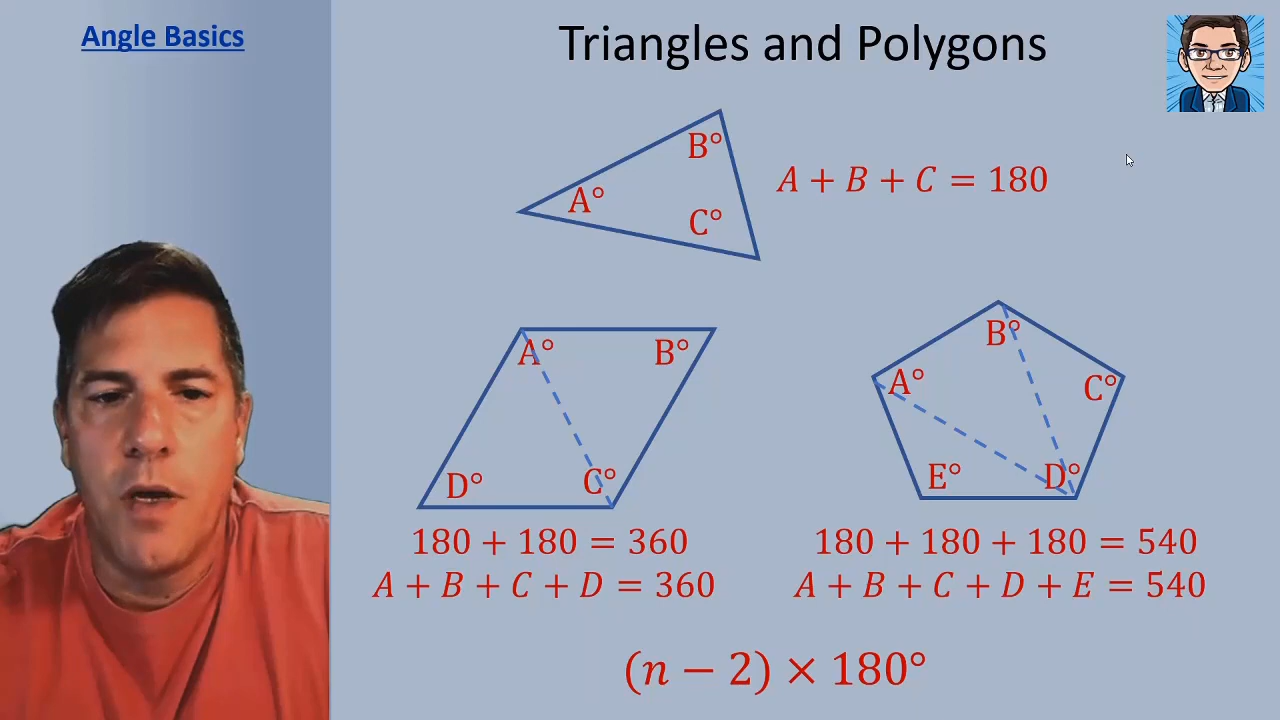 Angle Basics
Triangles and Polygons
B°
A°
C°
A + B + C = 180
A°
B°
D°
C°
B°
A°
C°
E°
D°
180 + 180 = 360
A + B + C + D = 360
180 + 180 + 180 = 540
A + B + C + D + E = 540
(n − 2) × 180°